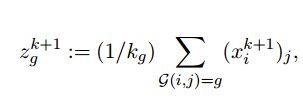 z_g^{k+1} := (1/k_g) \sum_{\mathcal{G}(i,j)=g} (x_i^{k+1})_j,